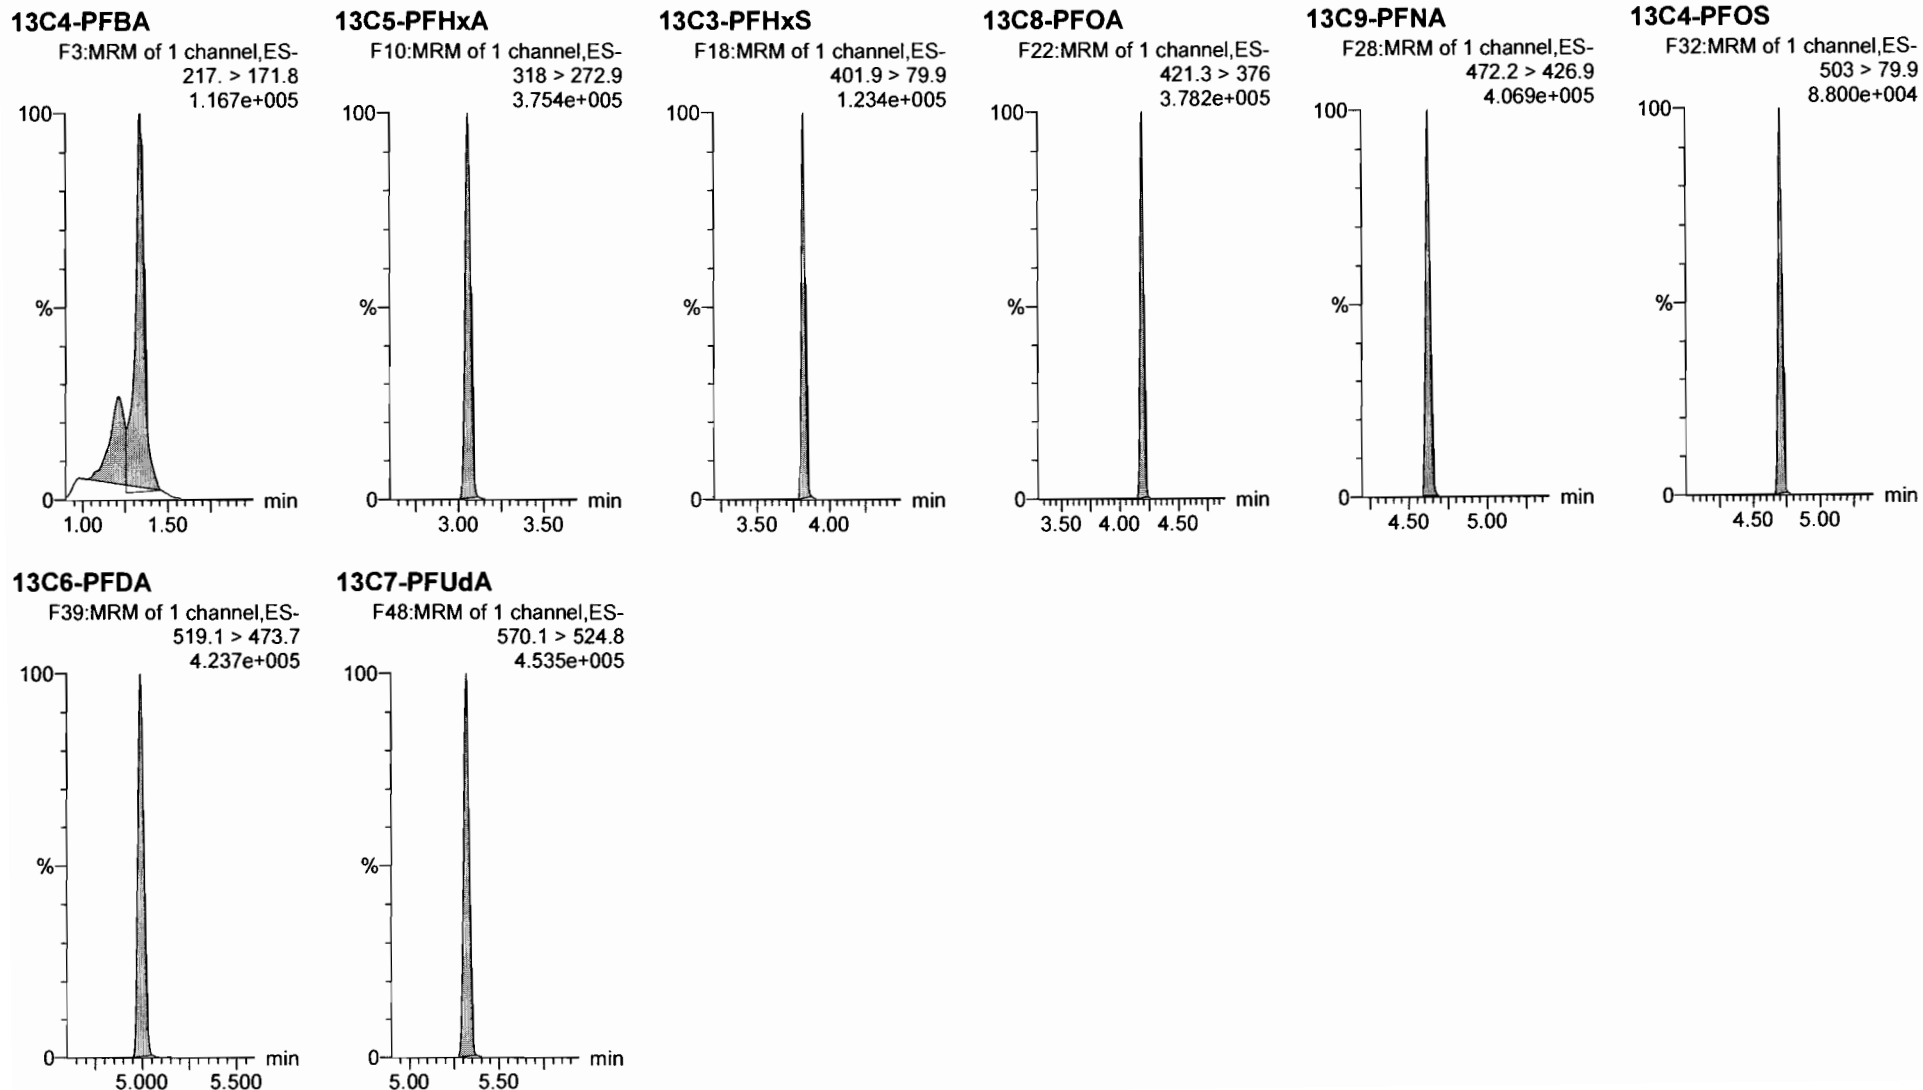 13C4-PFBA
F3:MRM of 1 channel,ES-
217. > 171.8
1.167e+005
100
%
0
min
1.00 1.50
13C5-PFHxA
F10:MRM of 1 channel,ES-
318 > 272.9
3.754e+005
100
%
0
min
3.00 3.50
13C3-PFHxS
F18:MRM of 1 channel,ES-
401.9 > 79.9
1.234e+005
100
%
0
min
3.50 4.00
13C8-PFOA
F22:MRM of 1 channel,ES-
421.3 > 376
3.782e+005
100
%
0
min
3.50 4.00 4.50
13C9-PFNA
F28:MRM of 1 channel,ES-
472.2 > 426.9
4.069e+005
100
%
0
min
4.50 5.00
13C4-PFOS
F32:MRM of 1 channel,ES-
503 > 79.9
8.800e+004
100
%
0
min
4.50 5.00
13C6-PFDA
F39:MRM of 1 channel,ES-
519.1 > 473.7
4.237e+005
100
%
0
min
5.000 5.500
13C7-PFUdA
F48:MRM of 1 channel,ES-
570.1 > 524.8
4.535e+005
100
%
0
min
5.00 5.50